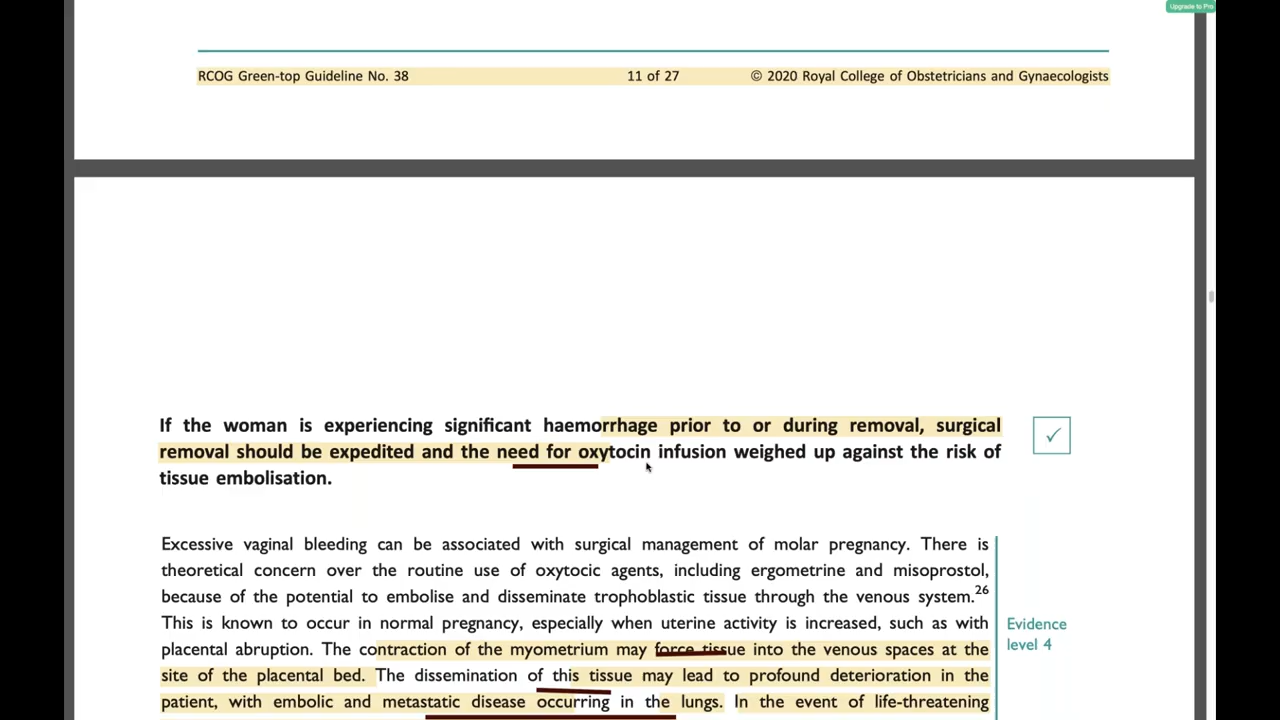 Upgrade to Pro
RCOG Green-top Guideline No. 38 11 of 27 © 2020 Royal College of Obstetricians and Gynaecologists
If the woman is experiencing significant haemorrhage prior to or during removal, surgical
removal should be expedited and the need for oxytocin infusion weighed up against the risk of
tissue embolisation.
Excessive vaginal bleeding can be associated with surgical management of molar pregnancy. There is
theoretical concern over the routine use of oxytocic agents, including ergometrine and misoprostol,
because of the potential to embolise and disseminate trophoblastic tissue through the venous system.26
This is known to occur in normal pregnancy, especially when uterine activity is increased, such as with
placental abruption. The contraction of the myometrium may force tissue into the venous spaces at the
site of the placental bed. The dissemination of this tissue may lead to profound deterioration in the
patient, with embolic and metastatic disease occurring in the lungs. In the event of life-threatening
Evidence
level 4